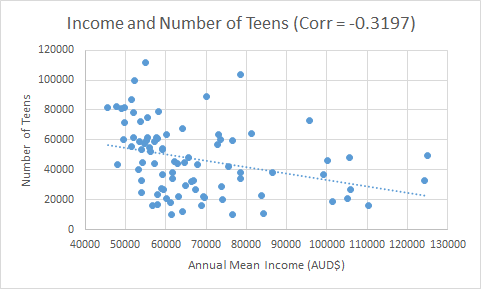 Income and Number of Teens (Corr = -0.3197)
120000
100000
80000
60000
40000
20000
0
Number of Teens
40000 50000 60000 70000 80000 90000 100000 110000 120000 130000
Annual Mean Income (AUD$)